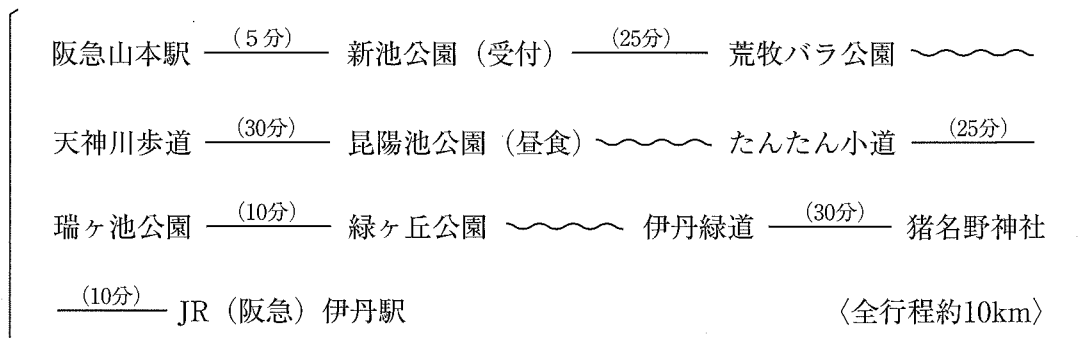 阪急山本駅 (5分) 新池公園（受付） (25分) 荒牧バラ公園
天神川歩道 (30分) 昆陽池公園（昼食） たんたん小道 (25分)
瑞ヶ池公園 (10分) 緑ヶ丘公園 伊丹緑道 (30分) 猪名野神社
(10分) JR（阪急）伊丹駅 〈全行程約10km〉